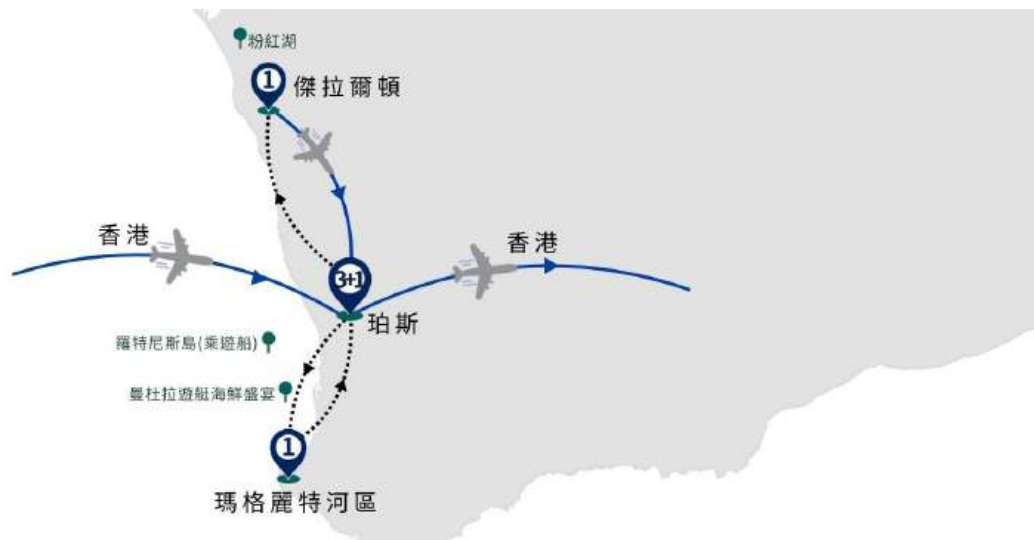 粉紅湖
1
傑拉爾頓
香港
香港
3+1
珀斯
羅特尼斯島(乘遊船)
曼杜拉遊艇海鮮盛宴
1
瑪格麗特河區